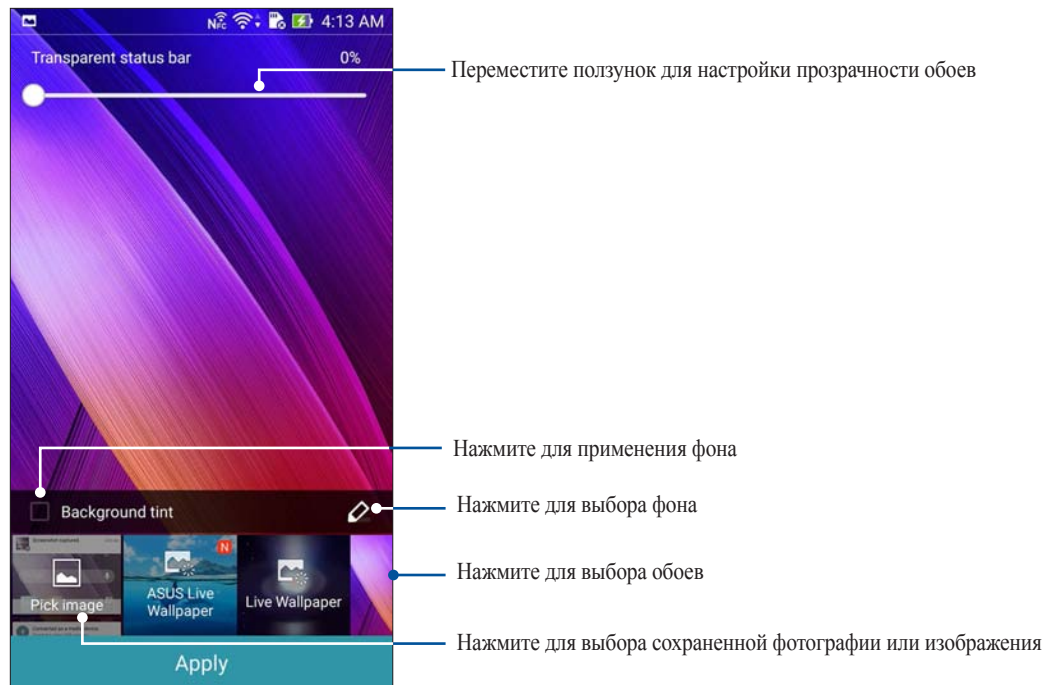 NFC 4:13 AM
Transparent status bar 0%
Переместите ползунок для настройки прозрачности обоев
Нажмите для применения фона
Background tint
Нажмите для выбора фона
N
Pick image
ASUS Live
Wallpaper
Live Wallpaper
Нажмите для выбора обоев
Нажмите для выбора сохраненной фотографии или изображения
Apply